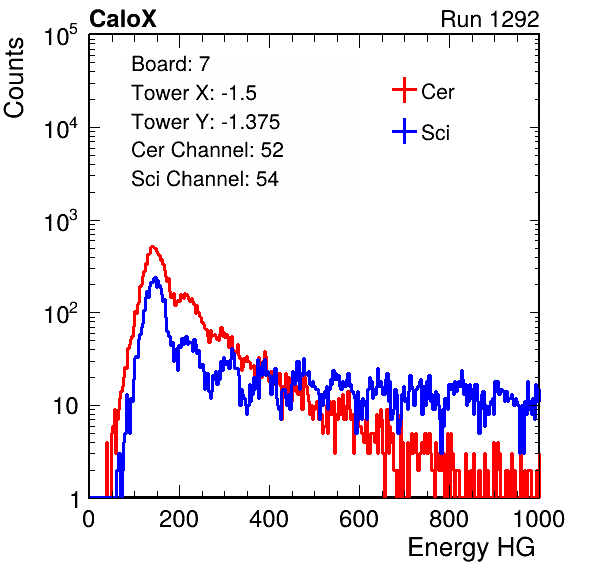 CaloX Run 1292
Counts
10^5
10^4
10^3
10^2
10
1
Board: 7
Tower X: -1.5
Tower Y: -1.375
Cer Channel: 52
Sci Channel: 54
Cer
Sci
0 200 400 600 800 1000
Energy HG